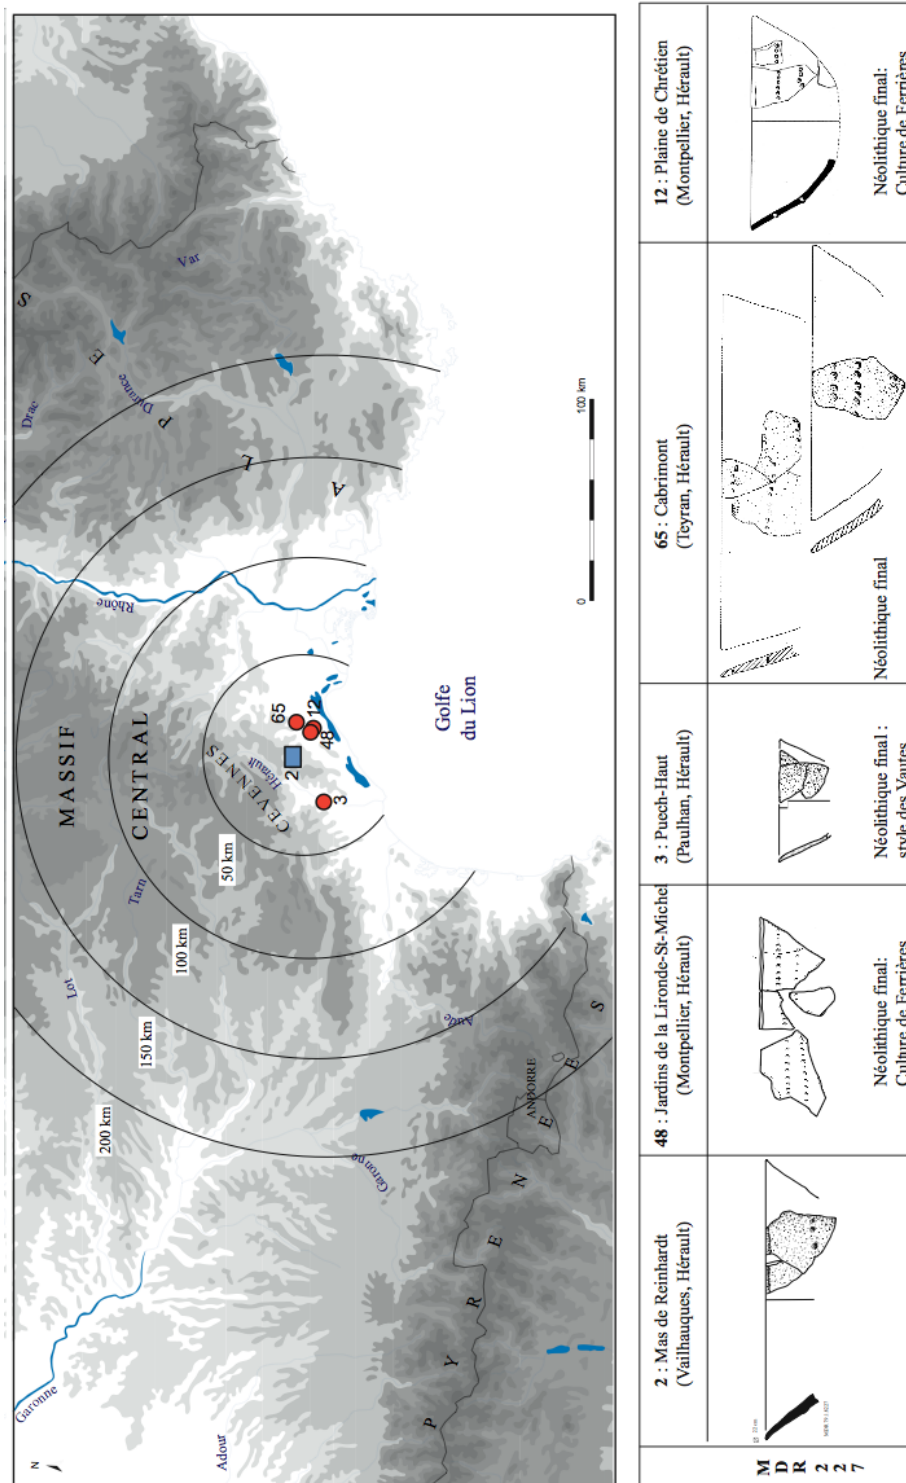 N
Garonne
Adour
Lot
Tarn
Rhône
Drac
Durance
Var
Hérault
Aude
Garonne
MASSIF
CENTRAL
CEVENNES
ALPES
PYRENEES
ANDORRE
200 km
150 km
100 km
50 km
2
3
48
12
65
Golfe
du Lion
0
100 km
M
D
R
2
2
7
2 : Mas de Reinhardt
(Vailhauques, Hérault)
48 : Jardins de la Lironde-St-Michel
(Montpellier, Hérault)
Néolithique final:
Culture de Ferrières
3 : Puech-Haut
(Paulhan, Hérault)
Néolithique final :
style des Vautes
65 : Cabrimont
(Teyran, Hérault)
Néolithique final
12 : Plaine de Chrétien
(Montpellier, Hérault)
Néolithique final:
Culture de Ferrières